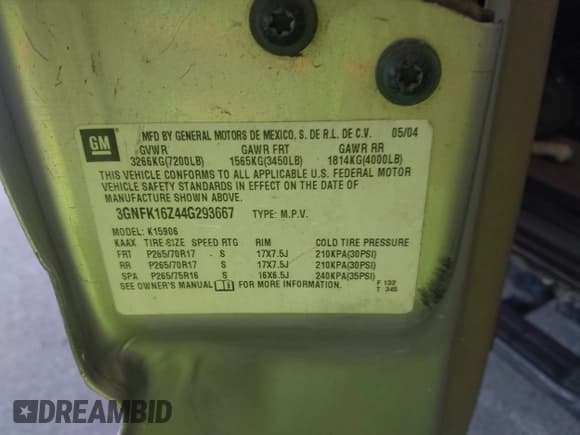 GM
MFD BY GENERAL MOTORS DE MEXICO, S. DE R.L. DE C.V. 05/04
GVWR GAWR FRT GAWR RR
3266KG(7200LB) 1565KG(3450LB) 1814KG(4000LB)
THIS VEHICLE CONFORMS TO ALL APPLICABLE U.S. FEDERAL MOTOR
VEHICLE SAFETY STANDARDS IN EFFECT ON THE DATE OF
MANUFACTURE SHOWN ABOVE.
3GNFK16Z44G293667 TYPE: M.P.V.
MODEL: K15906
KAAX TIRE SIZE SPEED RTG RIM COLD TIRE PRESSURE
FRT P265/70R17 - S 17X7.5J 210KPA(30PSI)
RR P265/70R17 - S 17X7.5J 210KPA(30PSI)
SPA P265/75R16 - S 16X6.5J 240KPA(35PSI)
SEE OWNER'S MANUAL FOR MORE INFORMATION.
F 132
T 345
DREAMBID